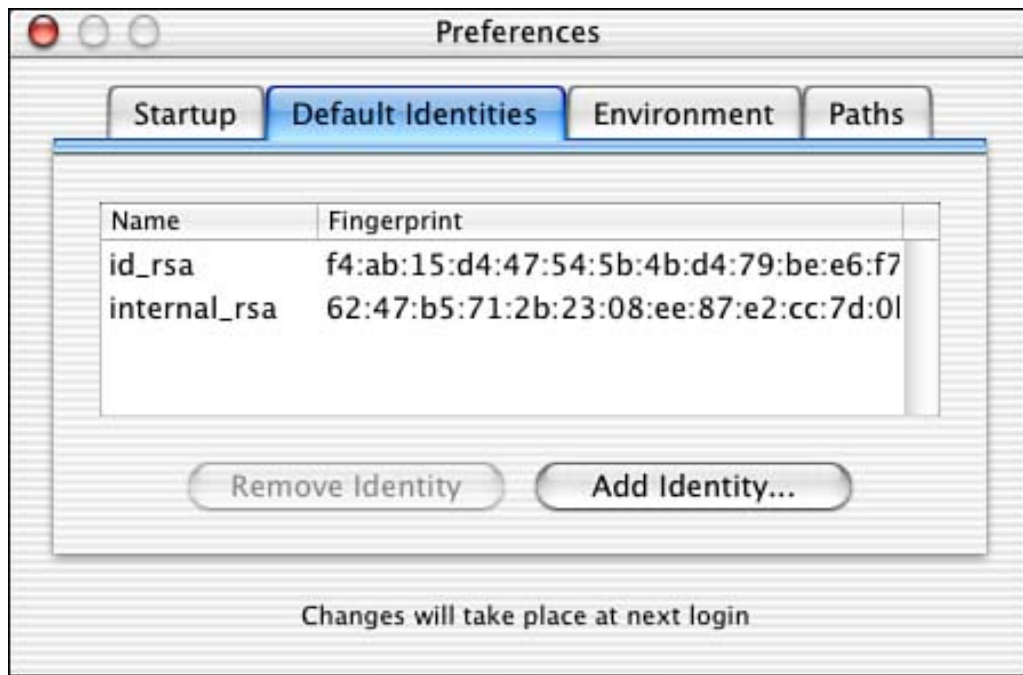 Preferences
Startup Default Identities Environment Paths
Name Fingerprint
id_rsa f4:ab:15:d4:47:54:5b:4b:d4:79:be:e6:f7
internal_rsa 62:47:b5:71:2b:23:08:ee:87:e2:cc:7d:0
Remove Identity Add Identity...
Changes will take place at next login